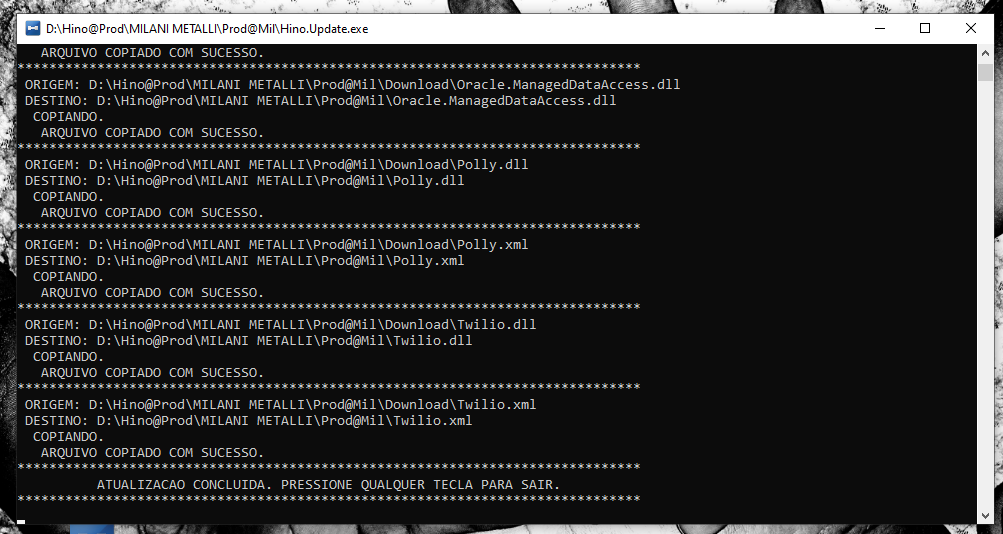 D:\Hino@Prod\MILANI METALLI\Prod@Mil\Hino.Update.exe
ARQUIVO COPIADO COM SUCESSO.
******************************************************************************
ORIGEM: D:\Hino@Prod\MILANI METALLI\Prod@Mil\Download\Oracle.ManagedDataAccess.dll
DESTINO: D:\Hino@Prod\MILANI METALLI\Prod@Mil\Oracle.ManagedDataAccess.dll
COPIANDO.
ARQUIVO COPIADO COM SUCESSO.
******************************************************************************
ORIGEM: D:\Hino@Prod\MILANI METALLI\Prod@Mil\Download\Polly.dll
DESTINO: D:\Hino@Prod\MILANI METALLI\Prod@Mil\Polly.dll
COPIANDO.
ARQUIVO COPIADO COM SUCESSO.
******************************************************************************
ORIGEM: D:\Hino@Prod\MILANI METALLI\Prod@Mil\Download\Polly.xml
DESTINO: D:\Hino@Prod\MILANI METALLI\Prod@Mil\Polly.xml
COPIANDO.
ARQUIVO COPIADO COM SUCESSO.
******************************************************************************
ORIGEM: D:\Hino@Prod\MILANI METALLI\Prod@Mil\Download\Twilio.dll
DESTINO: D:\Hino@Prod\MILANI METALLI\Prod@Mil\Twilio.dll
COPIANDO.
ARQUIVO COPIADO COM SUCESSO.
******************************************************************************
ORIGEM: D:\Hino@Prod\MILANI METALLI\Prod@Mil\Download\Twilio.xml
DESTINO: D:\Hino@Prod\MILANI METALLI\Prod@Mil\Twilio.xml
COPIANDO.
ARQUIVO COPIADO COM SUCESSO.
******************************************************************************
ATUALIZACAO CONCLUIDA. PRESSIONE QUALQUER TECLA PARA SAIR.
******************************************************************************